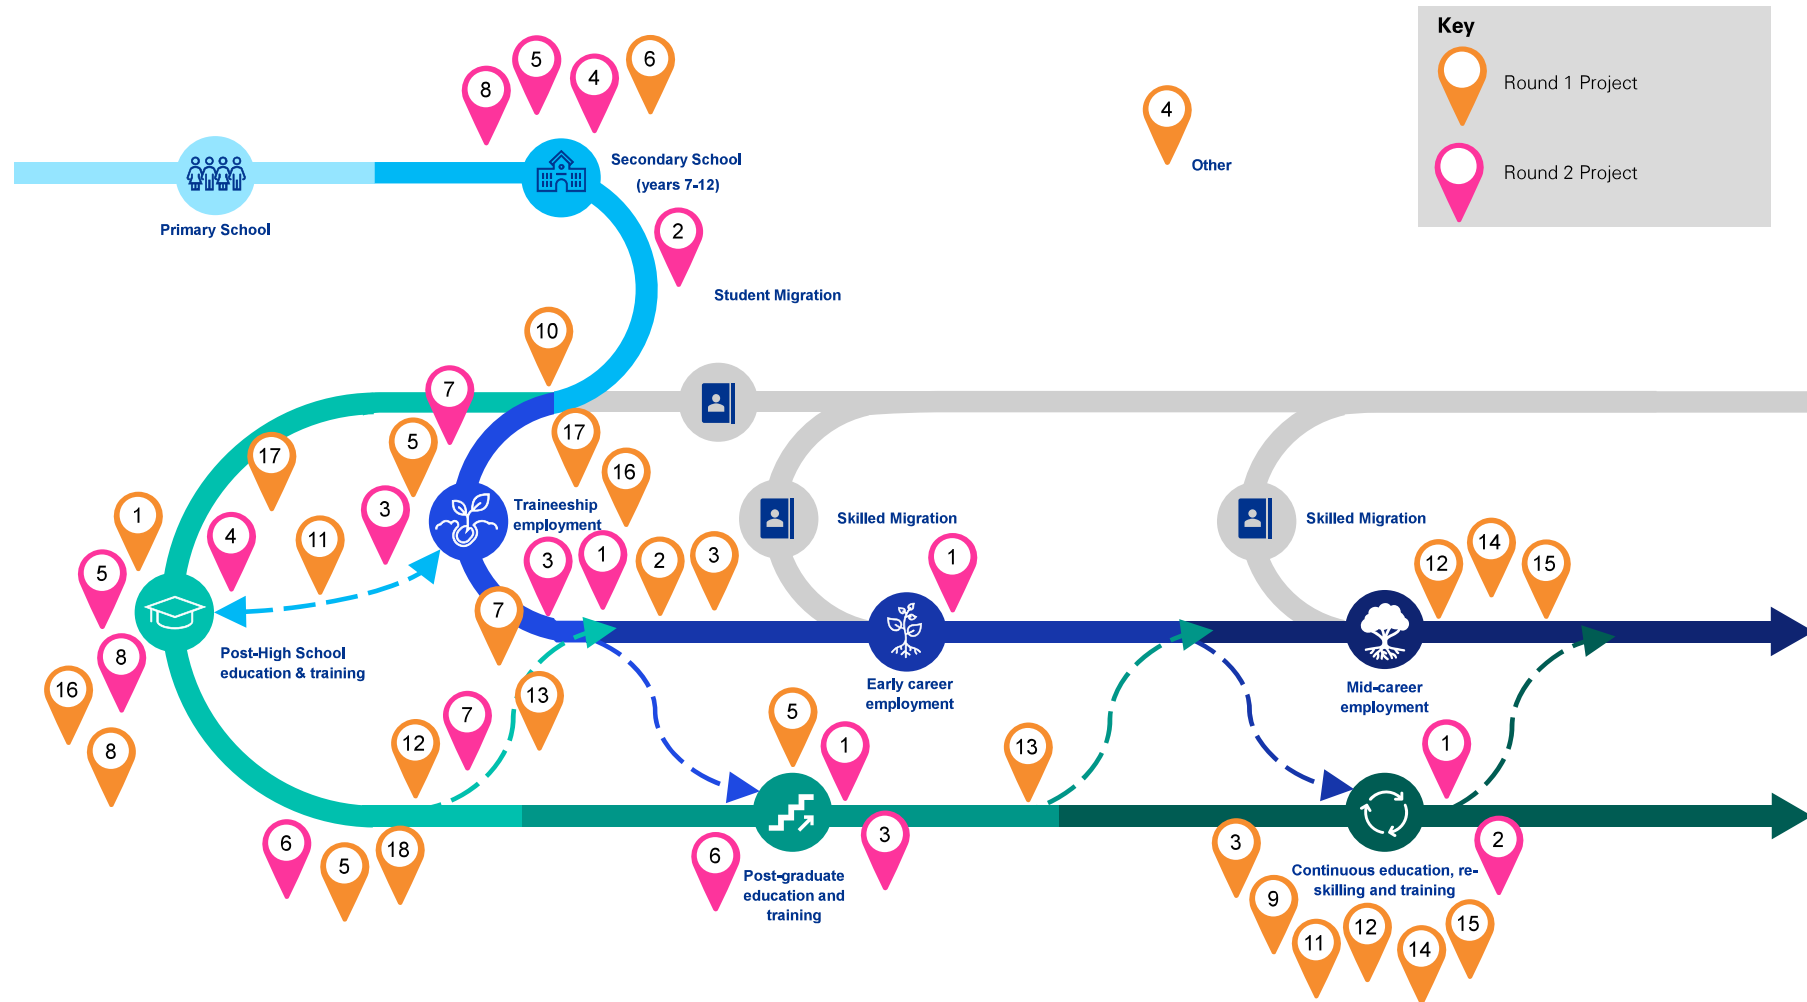 Key
Round 1 Project
Round 2 Project
8
5
4
6
4
Other
Secondary School
(years 7-12)
Primary School
2
Student Migration
10
7
5
17
17
16
3
1
4
11
Traineeship
employment
Skilled Migration
Skilled Migration
5
8
16
8
Post-High School
education & training
7
3
1
2
3
1
12
14
15
Early career
employment
Mid-career
employment
12
7
13
5
1
13
1
6
5
18
6
3
Post-graduate
education and
training
3
2
Continuous education, re-
skilling and training
9
11
12
14
15